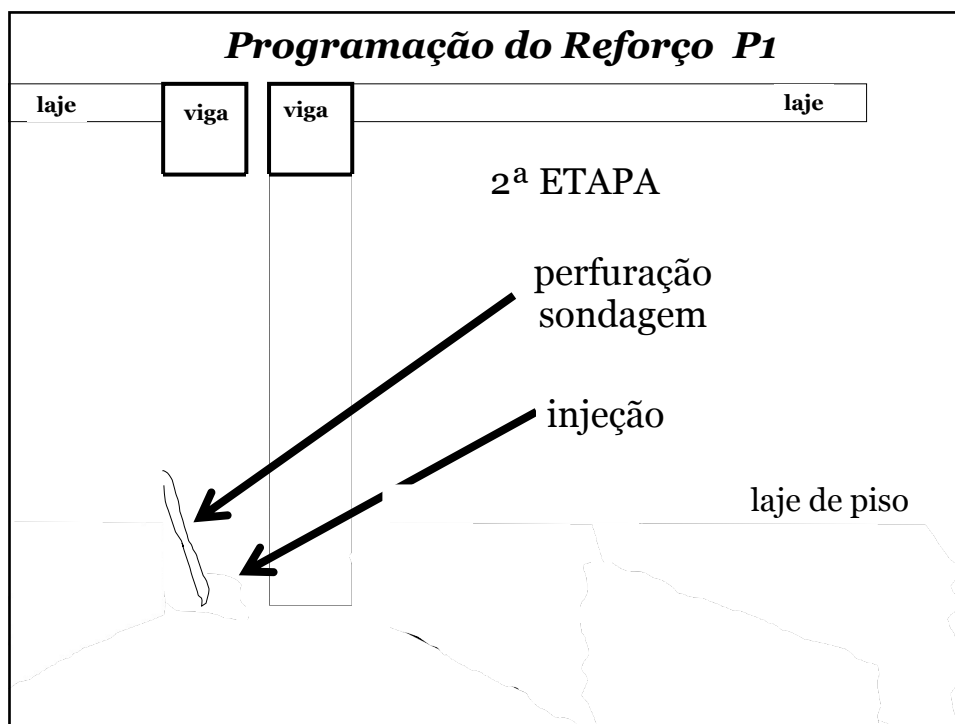 Programação do Reforço P1
laje
viga
viga
laje
2ª ETAPA
perfuração
sondagem
injeção
laje de piso